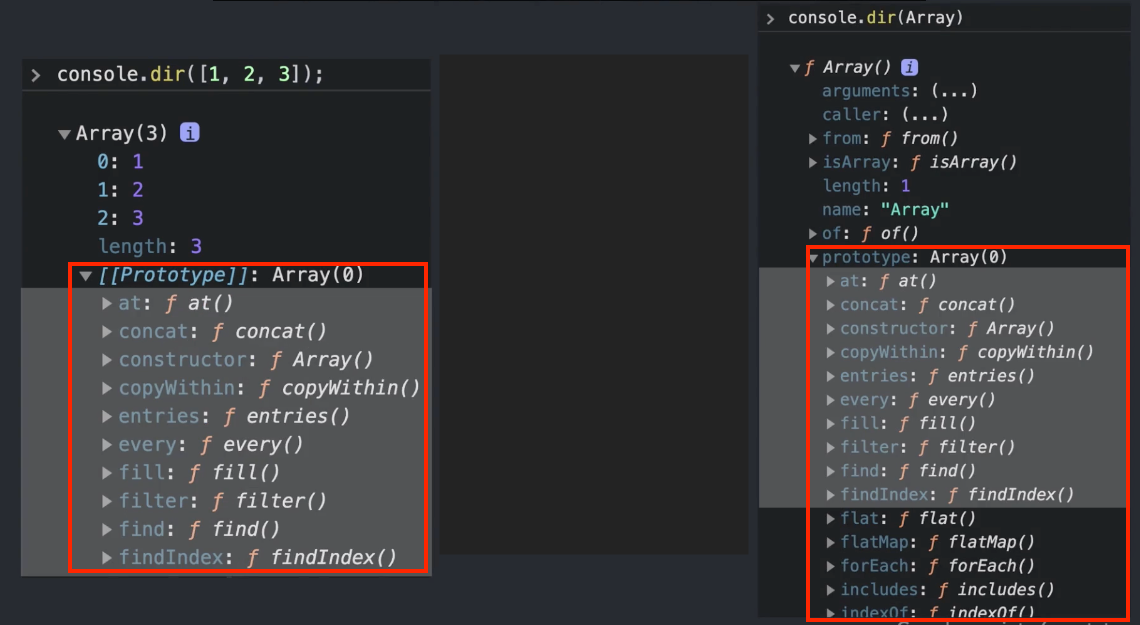 > console.dir([1, 2, 3]);
▼Array(3) i
0: 1
1: 2
2: 3
length: 3
▼[[Prototype]]: Array(0)
▶at: ƒ at()
▶concat: ƒ concat()
▶constructor: ƒ Array()
▶copyWithin: ƒ copyWithin()
▶entries: ƒ entries()
▶every: ƒ every()
▶fill: ƒ fill()
▶filter: ƒ filter()
▶find: ƒ find()
▶findIndex: ƒ findIndex()
> console.dir(Array)
▼ƒ Array() i
arguments: (...)
caller: (...)
▶from: ƒ from()
▶isArray: ƒ isArray()
length: 1
name: "Array"
▶of: ƒ of()
▼prototype: Array(0)
▶at: ƒ at()
▶concat: ƒ concat()
▶constructor: ƒ Array()
▶copyWithin: ƒ copyWithin()
▶entries: ƒ entries()
▶every: ƒ every()
▶fill: ƒ fill()
▶filter: ƒ filter()
▶find: ƒ find()
▶findIndex: ƒ findIndex()
▶flat: ƒ flat()
▶flatMap: ƒ flatMap()
▶forEach: ƒ forEach()
▶includes: ƒ includes()
▶indexOf: ƒ indexOf()